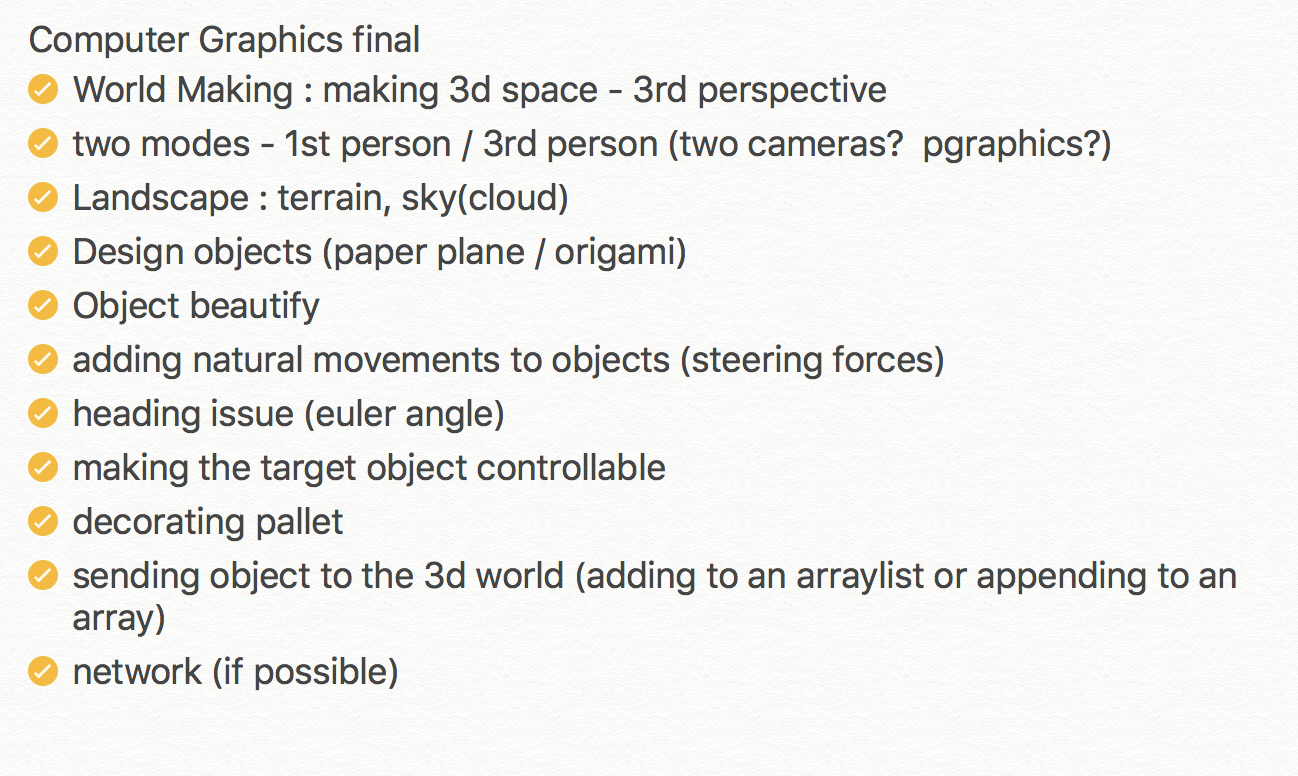 Computer Graphics final
World Making : making 3d space - 3rd perspective
two modes - 1st person / 3rd person (two cameras?  pgraphics?)
Landscape : terrain, sky(cloud)
Design objects (paper plane / origami)
Object beautify
adding natural movements to objects (steering forces)
heading issue (euler angle)
making the target object controllable
decorating pallet
sending object to the 3d world (adding to an arraylist or appending to an
array)
network (if possible)